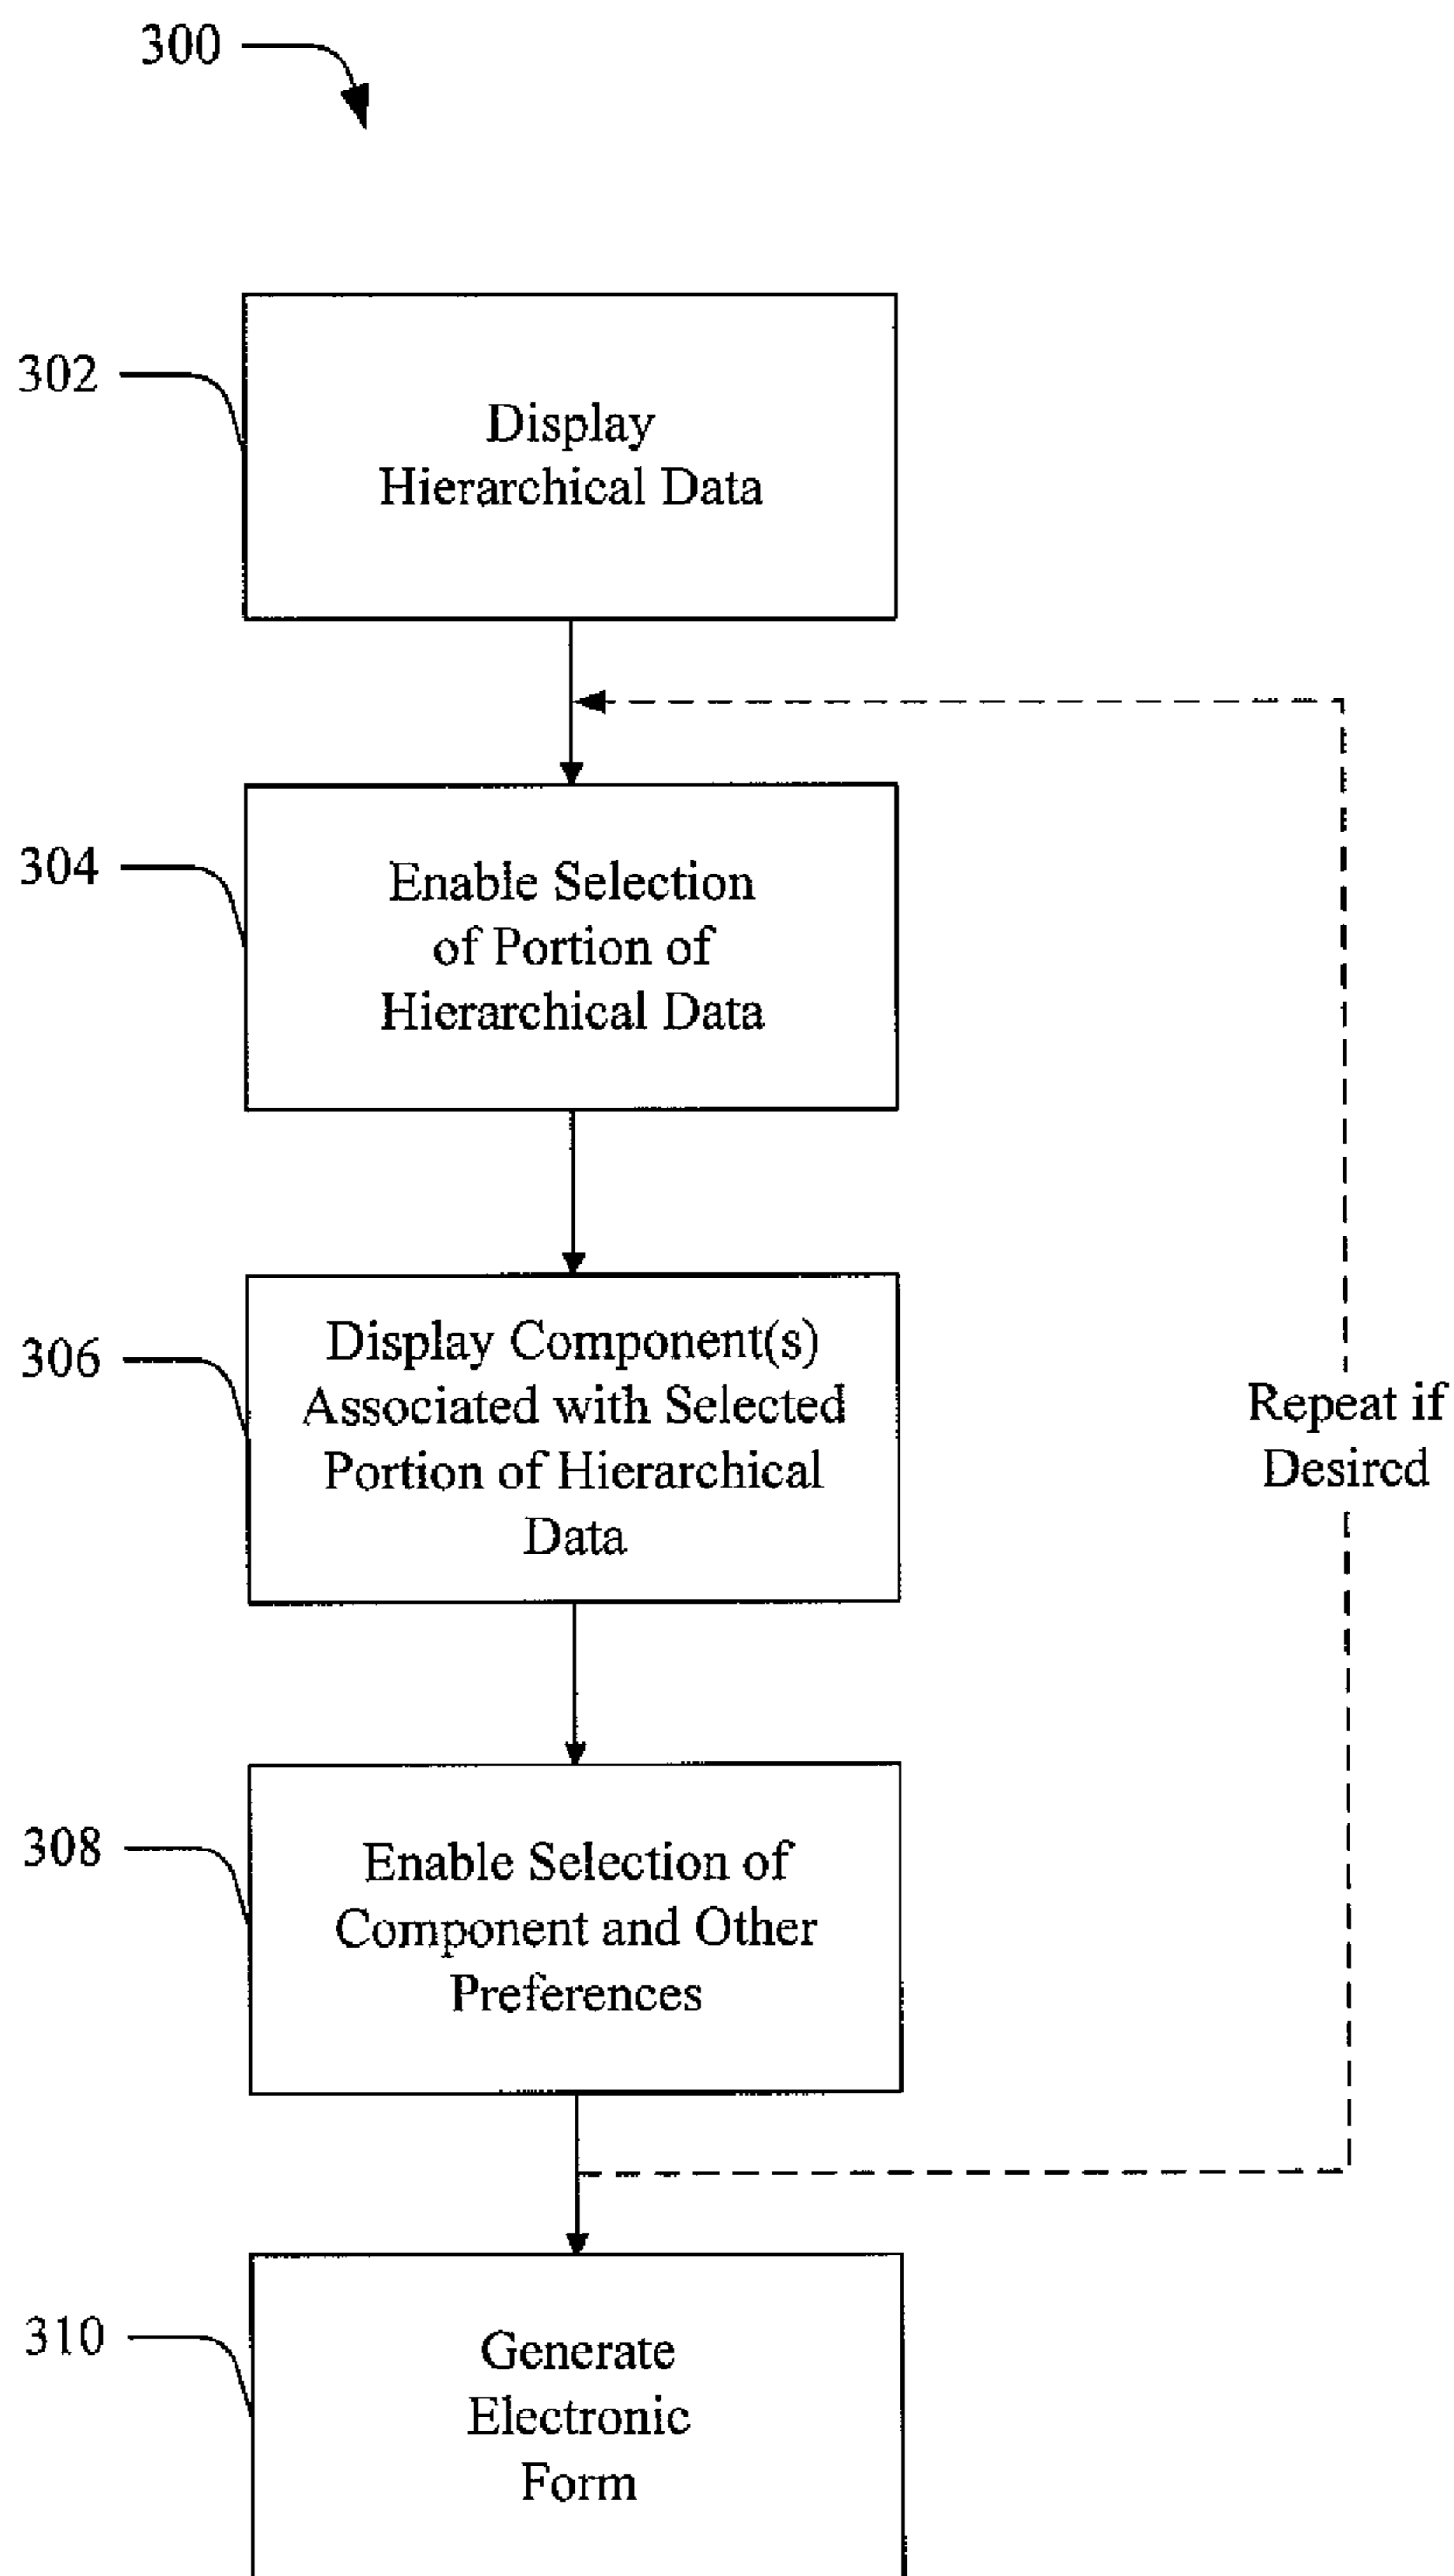 300
302
Display
Hierarchical Data
304
Enable Selection
of Portion of
Hierarchical Data
306
Display Component(s)
Associated with Selected
Portion of Hierarchical
Data
Repeat if
Desired
308
Enable Selection of
Component and Other
Preferences
310
Generate
Electronic
Form